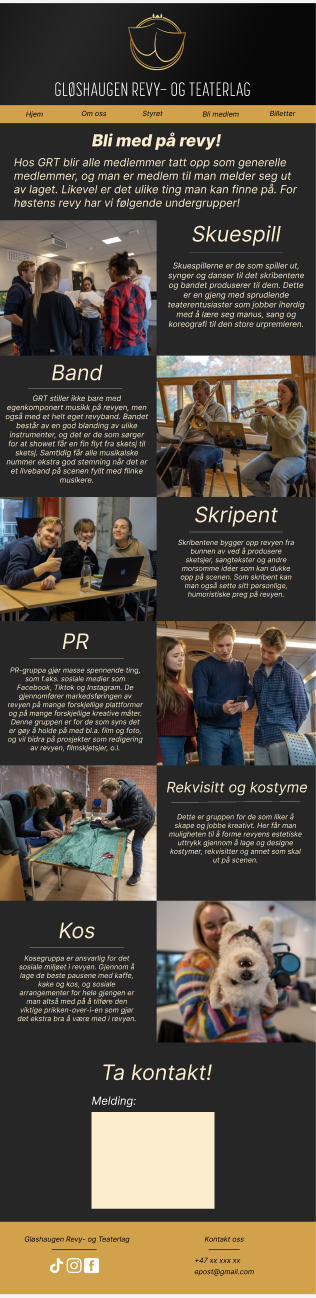 GLØSHAUGEN REVY- OG TEATERLAG
Hjem Om oss Styret Bli medlem Billetter
Bli med på revy!
Hos GRT blir alle medlemmer tatt opp som generelle
medlemmer, og man er medlem til man melder seg ut
av laget. Likevel er det ulike ting man kan finne på. For
høstens revy har vi følgende undergrupper!
Skuespill
Skuespillerne er de som spiller ut,
synger og danser til det skribentene
og bandet produserer til dem. Dette
er en gjeng med sprudlende
teaterentusiaster som jobber iherdig
med å lære seg manus, sang og
koreografi til den store urpremieren.
Band
GRT stiller ikke bare med
egenkomponert musikk på revyen, men
også med et helt eget revyband. Bandet
består av en god blanding av ulike
instrumenter, og det er de som sørger
for at showet får en fin flyt fra sketsj til
sketsj. Samtidig får alle musikalske
nummer ekstra god stemning når det er
et liveband på scenen fyllt med flinke
musikere.
Skripent
Skribentene bygger opp revyen fra
bunnen av ved å produsere
sketsjer, sangtekster og andre
morsomme idéer som kan dukke
opp på scenen. Som skribent kan
man også sette sitt personlige,
humoristiske preg på revyen.
PR
PR-gruppa gjør masse spennende ting,
som f.eks. sosiale medier som
Facebook, Tiktok og Instagram. De
gjennomfører markedsføringen av
revyen på mange forskjellige plattformer
og på mange forskjellige kreative måter.
Denne gruppen er for de som syns det
er gøy å holde på med bl.a. film og foto,
og vil bidra på prosjekter som redigering
av revyen, filmskjetsjer, o.l.
Rekvisitt og kostyme
Dette er gruppen for de som liker å
skape og jobbe kreativt. Her får man
muligheten til å forme revyens estetiske
uttrykk gjennom å lage og designe
kostymer, rekvisitter og annet som skal
ut på scenen.
Kos
Kosegruppa er ansvarlig for det
sosiale miljøet i revyen. Gjennom å
lage de beste pausene med kaffe,
kake og kos, og sosiale
arrangementer for hele gjengen er
man altså med på å tilføre den
viktige prikken-over-i-en som gjør
det ekstra bra å være med i revyen.
Ta kontakt!
Melding:
Gløshaugen Revy- og Teaterlag
Kontakt oss
+47 xx xxx xx
epost@gmail.com